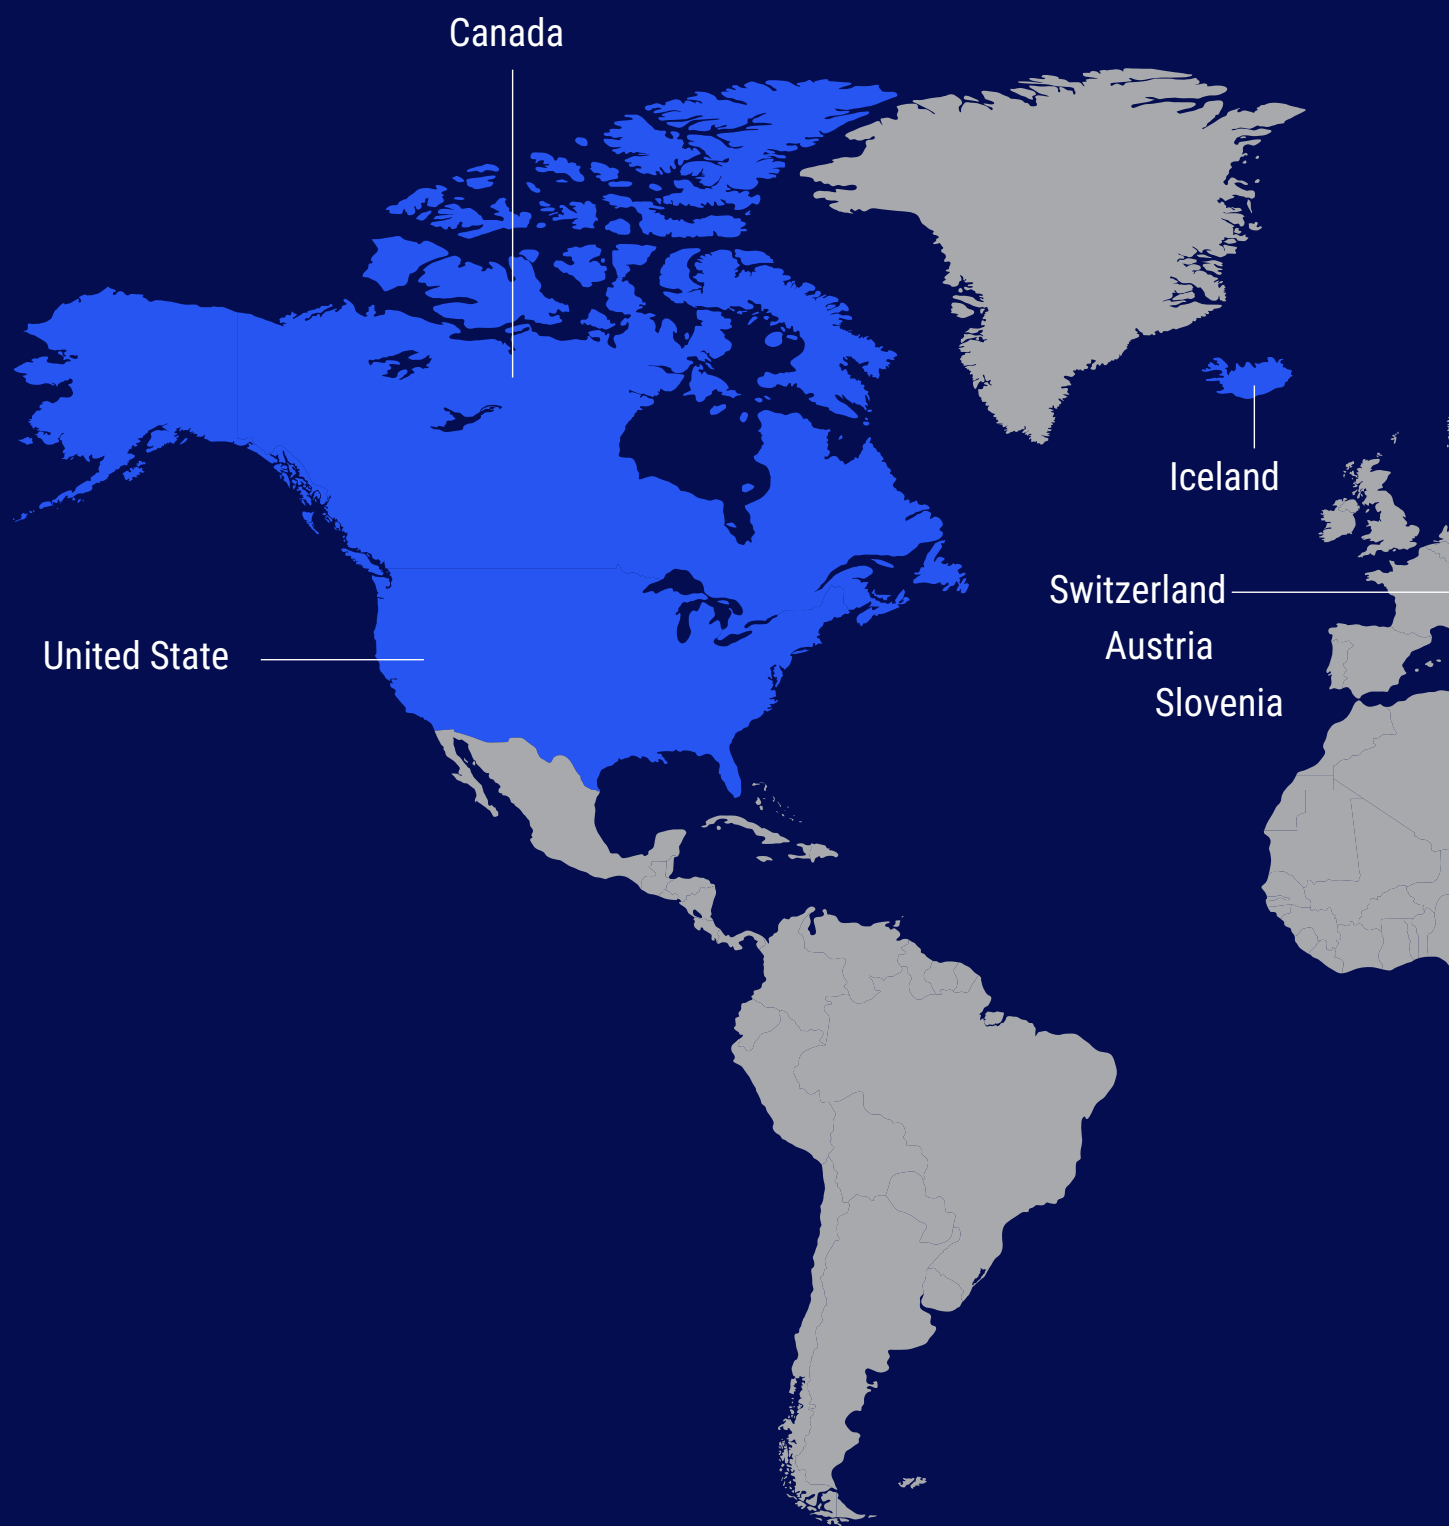 Canada
Iceland
Switzerland
United State
Austria
Slovenia